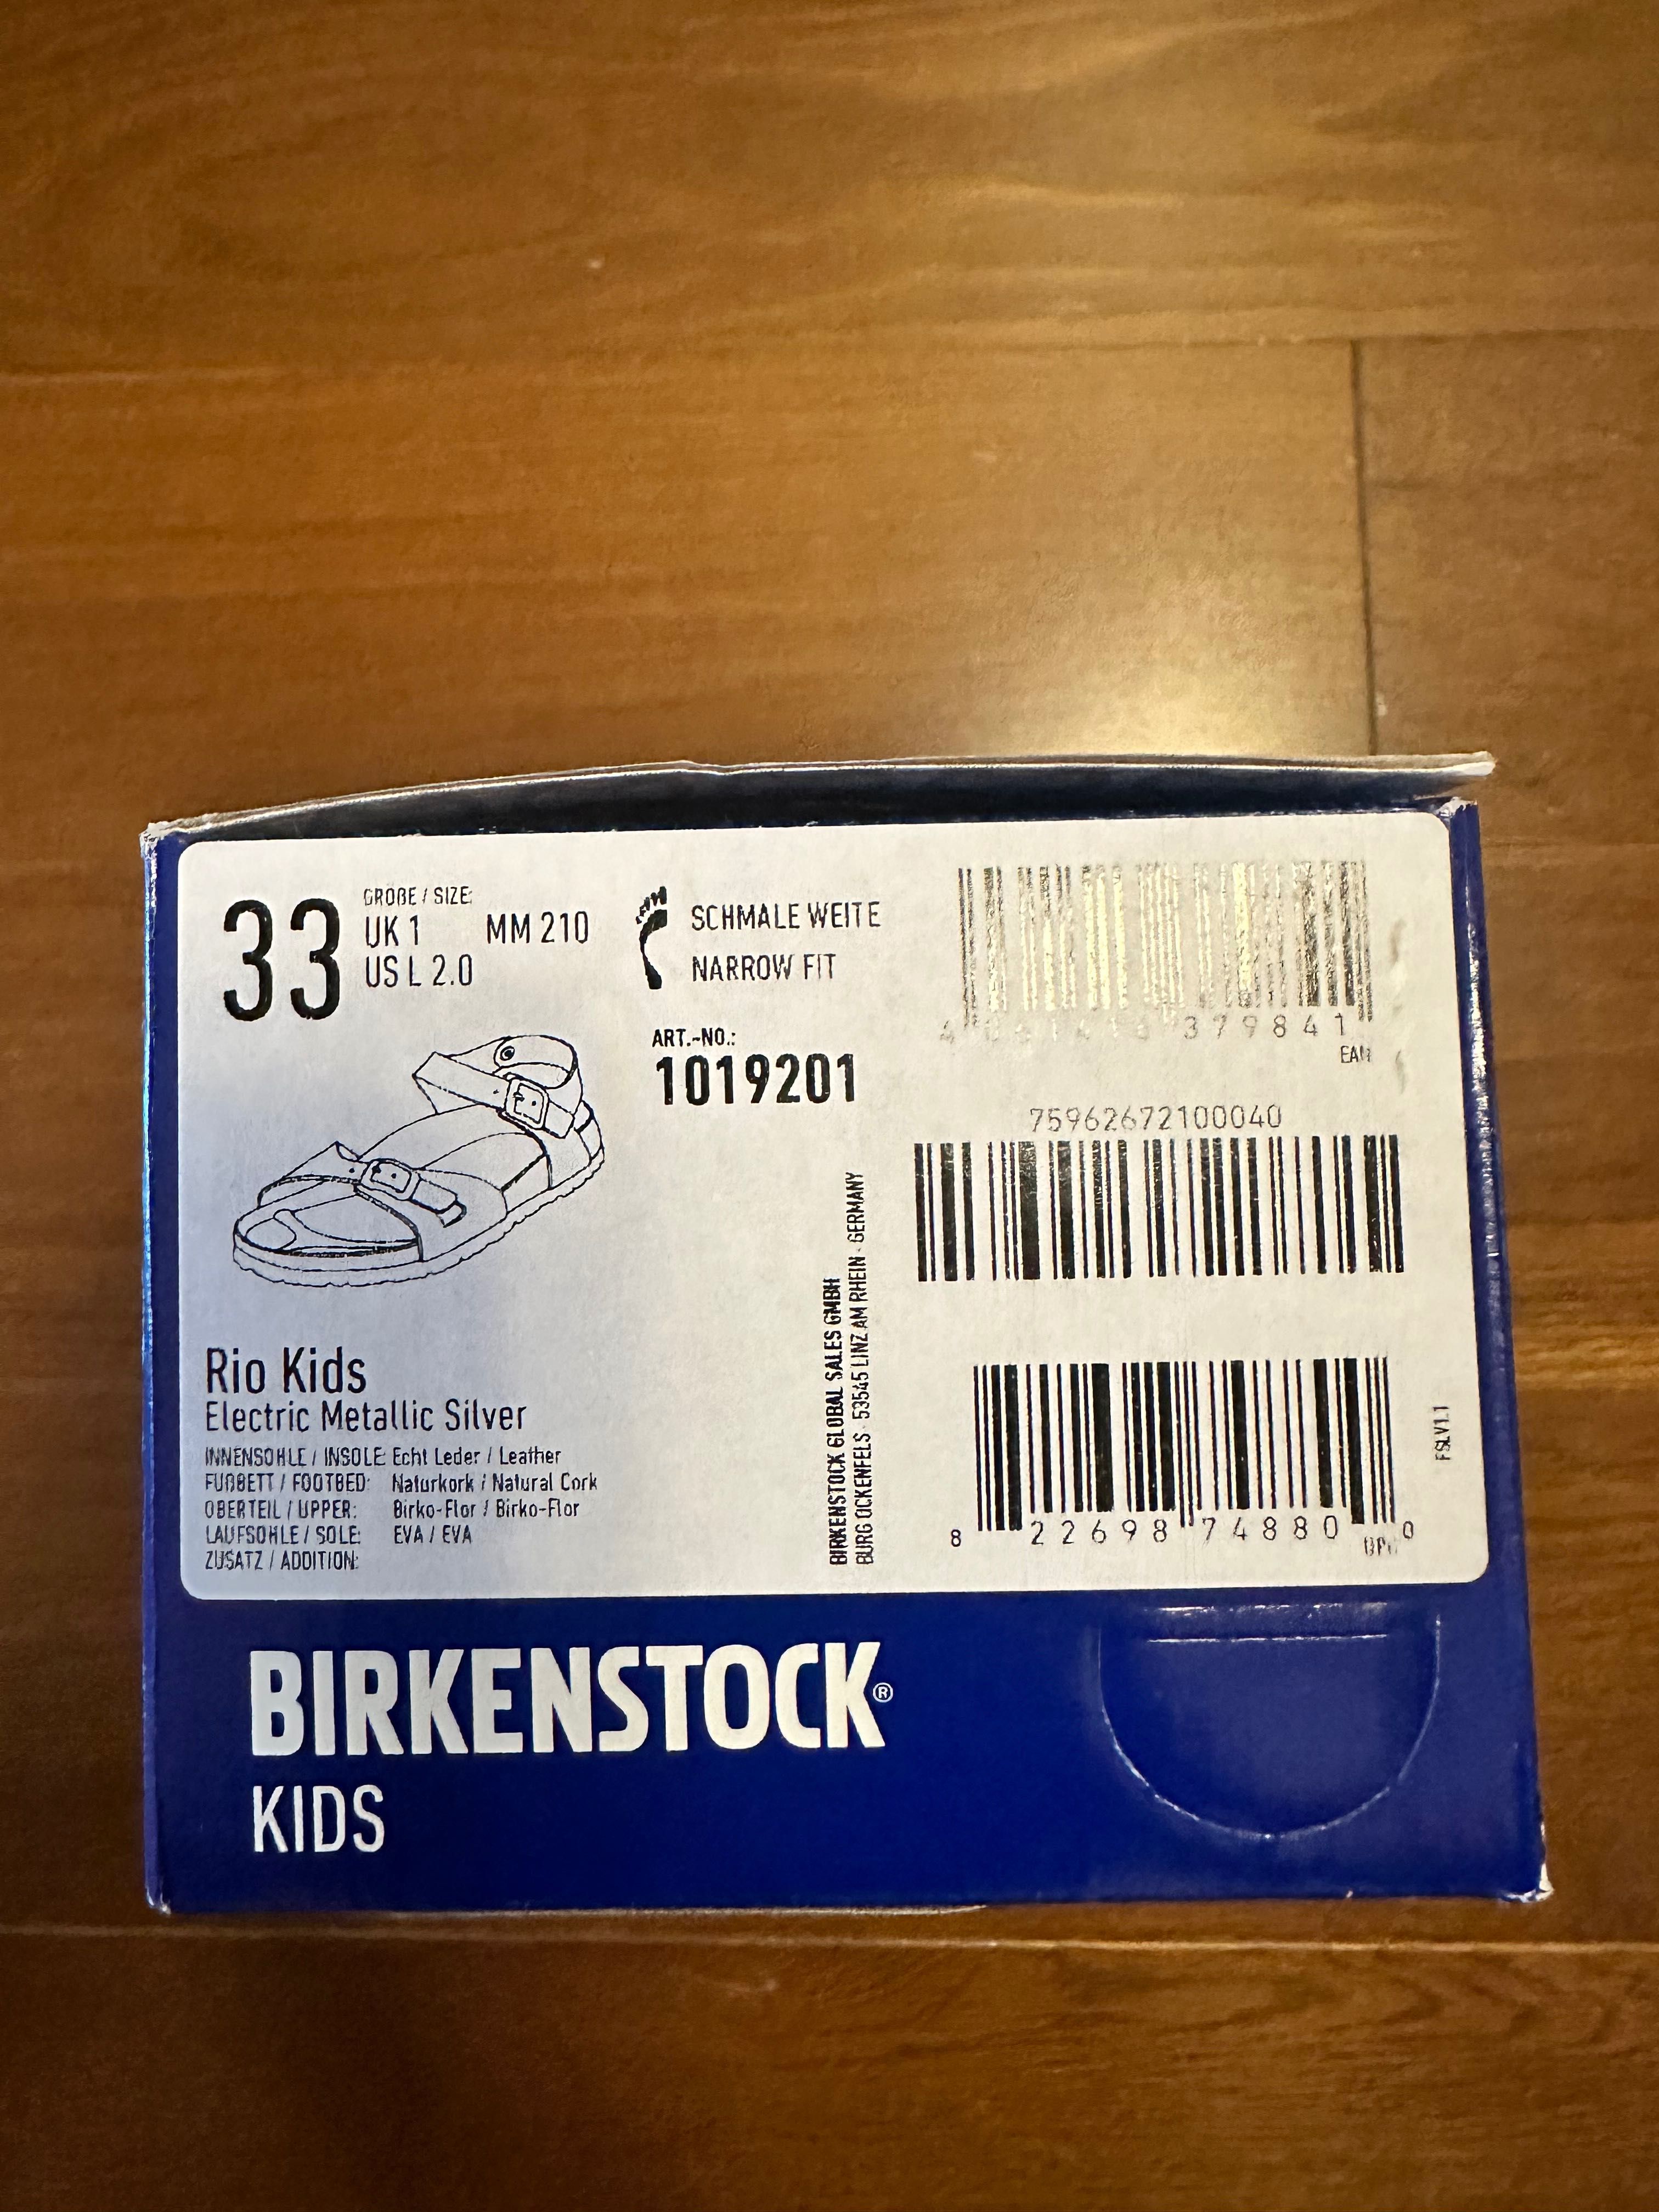 33
GRÖßE / SIZE:
UK 1 MM 210
US L 2.0
SCHMALE WEITE
NARROW FIT
ART.-NO.:
1019201
379841
EAN
75962672100040
Rio Kids
Electric Metallic Silver
INNENSOHLE / INSOLE: Echt Leder / Leather
FUßBETT / FOOTBED: Naturkork / Natural Cork
OBERTEIL / UPPER: Birko-Flor / Birko-Flor
LAUFSOHLE / SOLE: EVA / EVA
ZUSATZ / ADDITION:
BIRKENSTOCK GLOBAL SALES GMBH
BURG OCKENFELS · 53545 LINZ AM RHEIN · GERMANY
8 22698 74880 0
UPC
FSLV1.1
BIRKENSTOCK®
KIDS